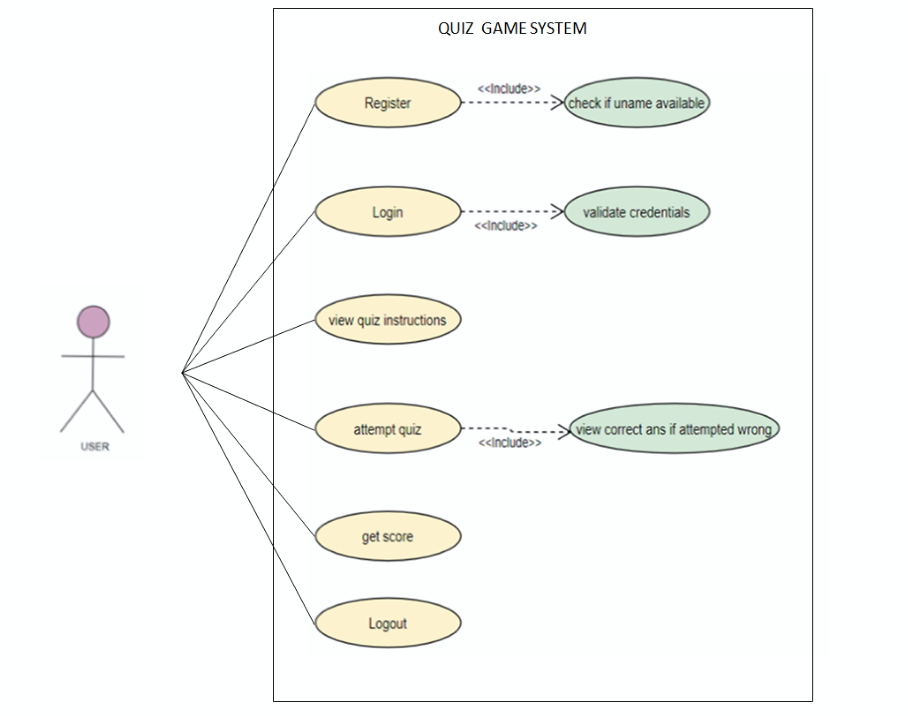 QUIZ GAME SYSTEM
Register
<<Include>>
check if uname available
Login
<<Include>>
validate credentials
view quiz instructions
attempt quiz
<<Include>>
view correct ans if attempted wrong
get score
Logout
USER